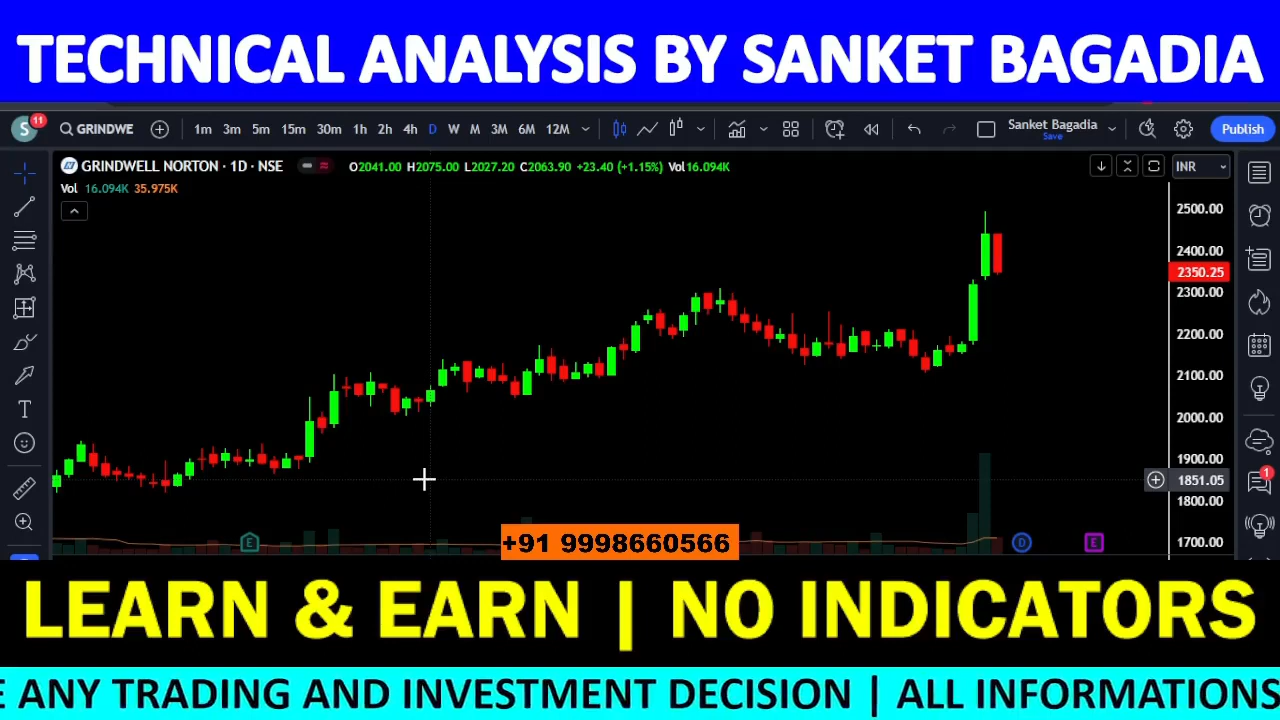 TECHNICAL ANALYSIS BY SANKET BAGADIA
S 11 GRINDWE 1m 3m 5m 15m 30m 1h 2h 4h D W M 3M 6M 12M Sanket Bagadia Save Publish
GRINDWELL NORTON · 1D · NSE O2041.00 H2075.00 L2027.20 C2063.90 +23.40 (+1.15%) Vol16.094K INR
Vol 16.094K 35.975K
2500.00
2400.00
2350.25
2300.00
2200.00
2100.00
2000.00
1900.00
1851.05
1
1800.00
1700.00
E D E
+91 9998660566
LEARN & EARN | NO INDICATORS
E ANY TRADING AND INVESTMENT DECISION | ALL INFORMATIONS